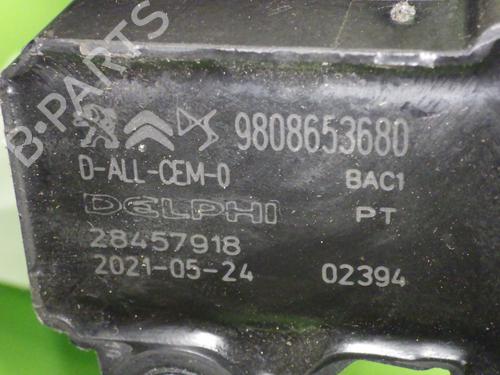 B-PARTS
9808653680
D-ALL-CEM-0 BAC1
DELPHI PT
28457918
2021-05-24 02394